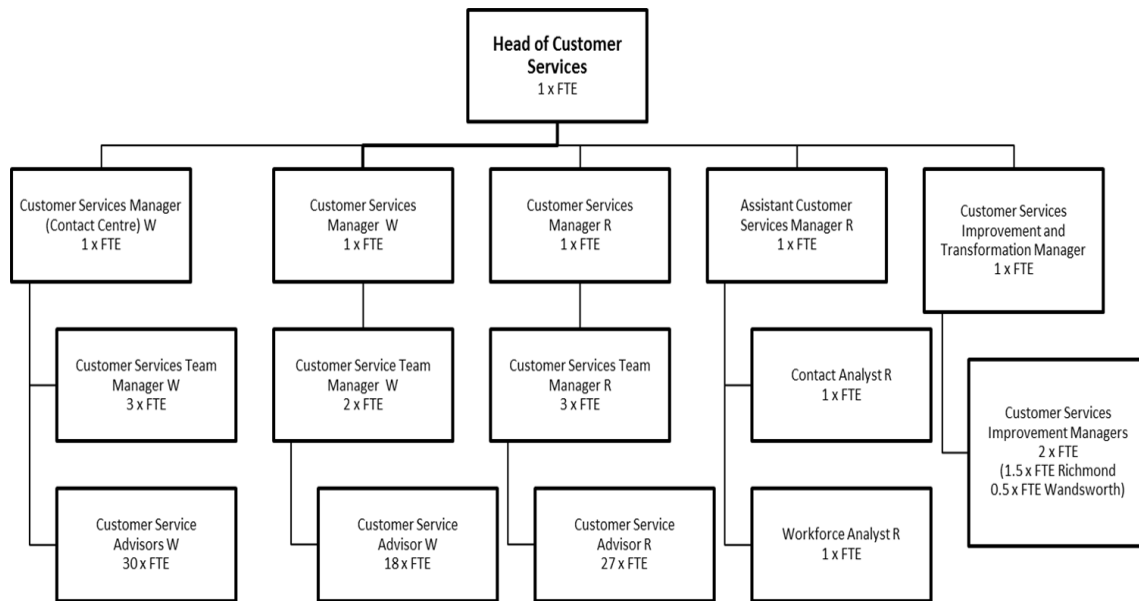 Head of Customer
Services
1 x FTE
Customer Services Manager
(Contact Centre) W
1 x FTE
Customer Services
Manager W
1 x FTE
Customer Services
Manager R
1 x FTE
Assistant Customer
Services Manager R
1 x FTE
Customer Services
Improvement and
Transformation Manager
1 x FTE
Customer Services Team
Manager W
3 x FTE
Customer Service Team
Manager W
2 x FTE
Customer Services Team
Manager R
3 x FTE
Contact Analyst R
1 x FTE
Customer Services
Improvement Managers
2 x FTE
(1.5 x FTE Richmond
0.5 x FTE Wandsworth)
Customer Service
Advisors W
30 x FTE
Customer Service
Advisor W
18 x FTE
Customer Service
Advisor R
27 x FTE
Workforce Analyst R
1 x FTE